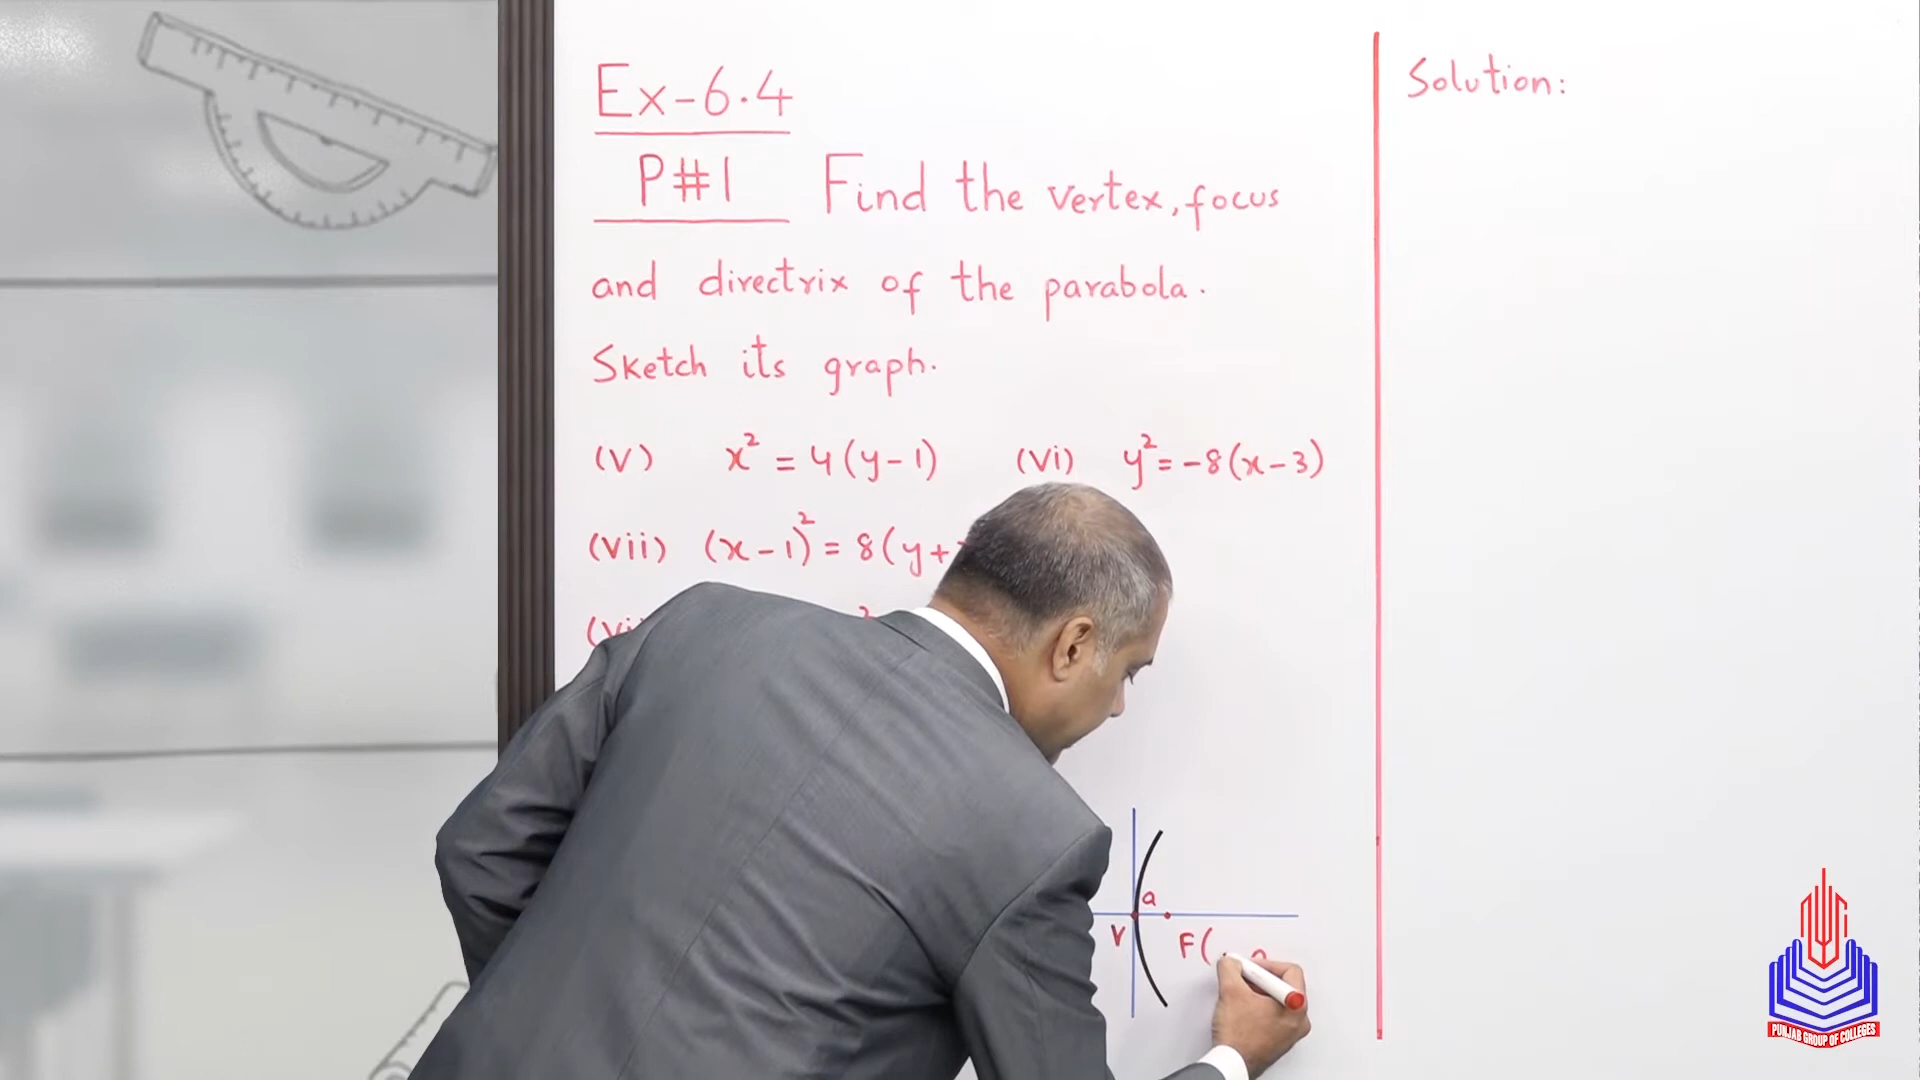 Ex-6.4
P#1 Find the vertex, focus
and directrix of the parabola.
Sketch its graph.
(v) x² = 4(y-1) (vi) y² = -8(x-3)
(vii) (x-1)² = 8(y+
a
V F(
Solution:
PUNJAB GROUP OF COLLEGES